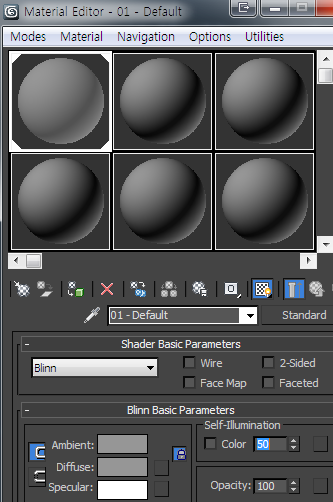 Material Editor - 01 - Default
Modes Material Navigation Options Utilities
01 - Default Standard
Shader Basic Parameters
Blinn Wire 2-Sided
Face Map Faceted
Blinn Basic Parameters
Self-Illumination
Ambient: Color 50
Diffuse:
Specular: Opacity: 100